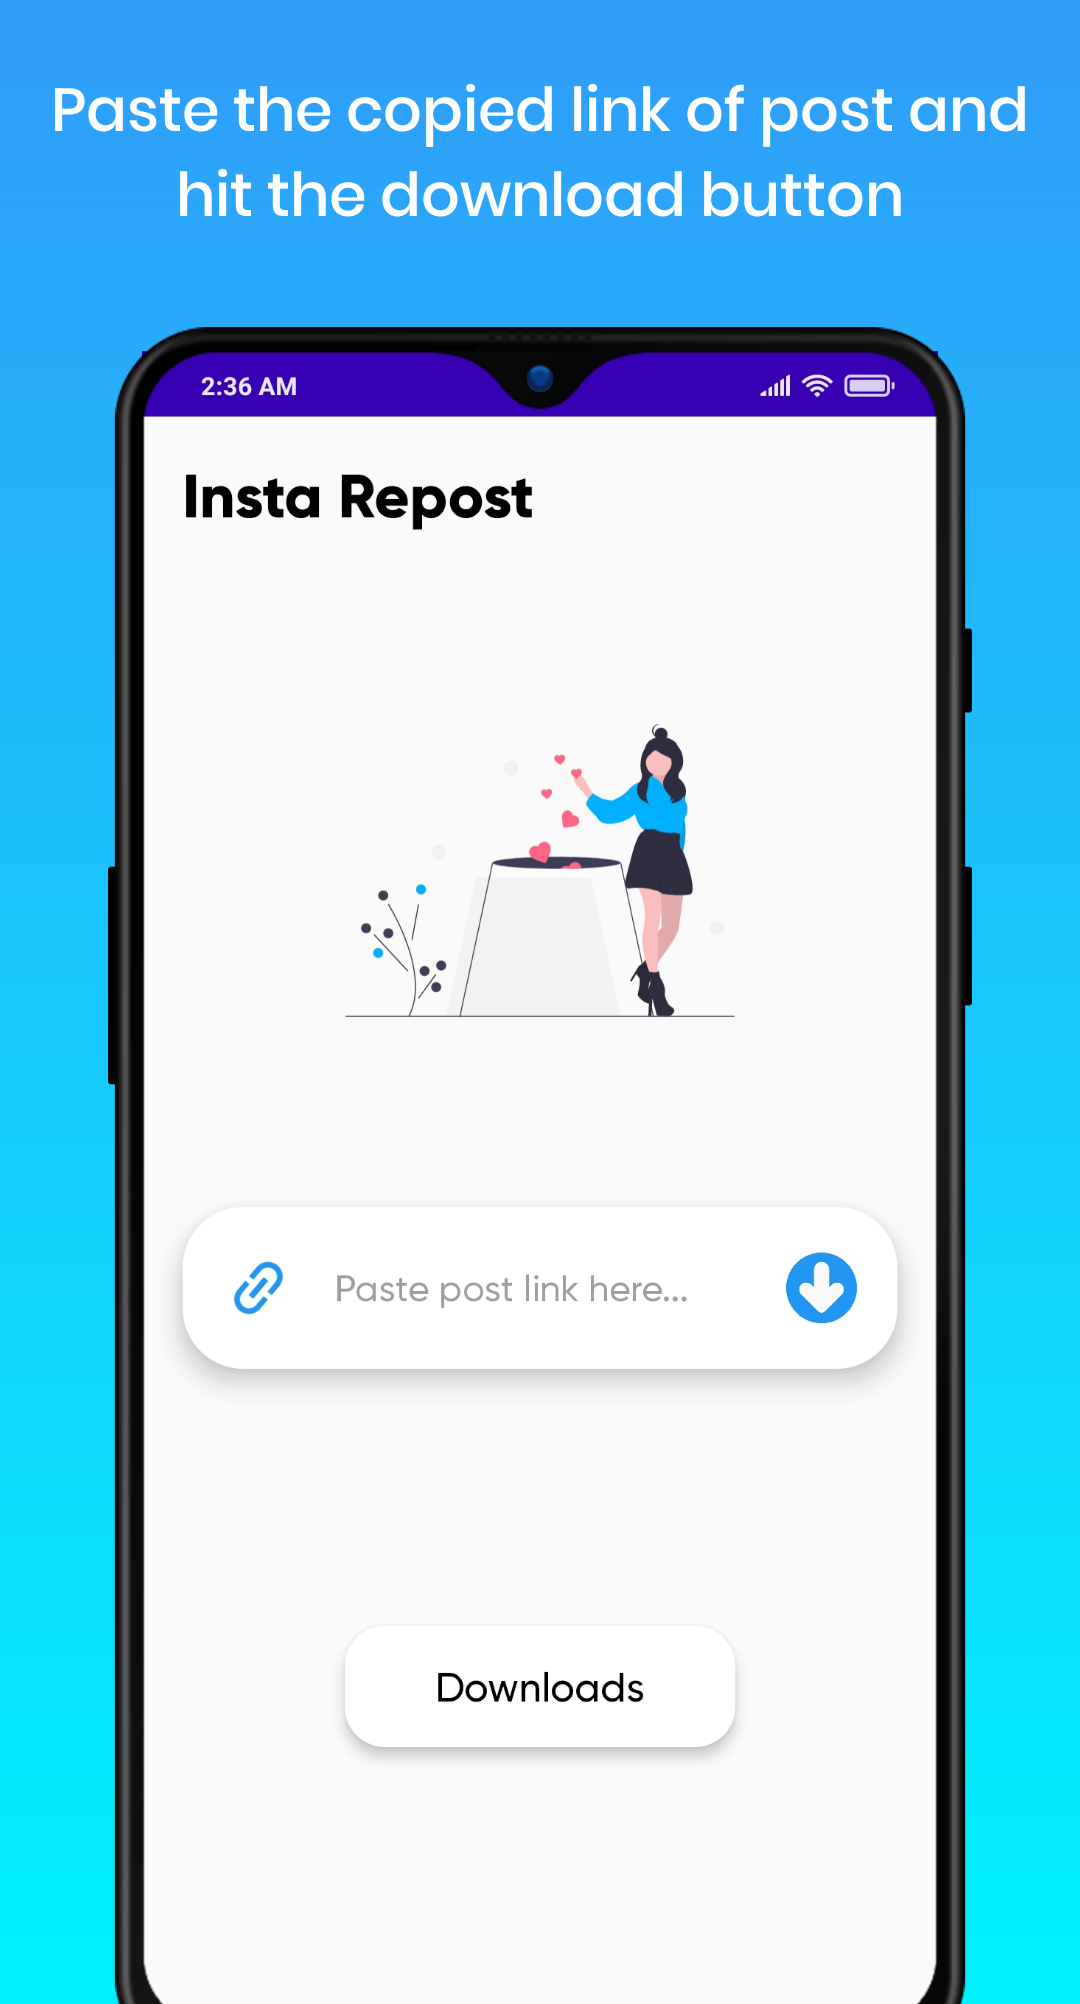 Paste the copied link of post and
hit the download button
2:36 AM
Insta Repost
Paste post link here...
Downloads